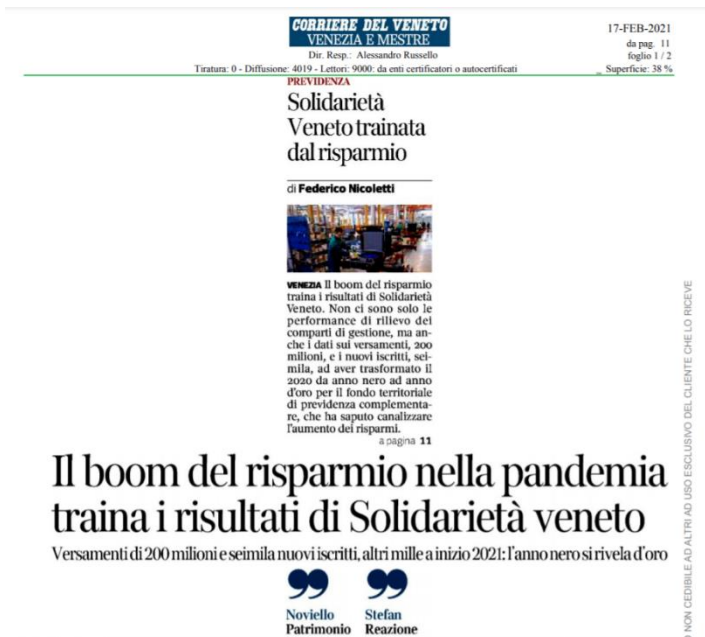 CORRIERE DEL VENETO
VENEZIA E MESTRE
Dir. Resp.: Alessandro Russello
Tiratura: 0 - Diffusione: 4019 - Lettori: 9000: da enti certificatori o autocertificati
17-FEB-2021
da pag. 11
foglio 1 / 2
Superficie: 38 %
PREVIDENZA
Solidarietà
Veneto trainata
dal risparmio
di Federico Nicoletti
VENEZIA Il boom del risparmio
traina i risultati di Solidarietà
Veneto. Non ci sono solo le
performance di rilievo dei
comparti di gestione, ma an-
che i dati sui versamenti, 200
milioni, e i nuovi iscritti, sei-
mila, ad aver trasformato il
2020 da anno nero ad anno
d'oro per il fondo territoriale
di previdenza complementa-
re, che ha saputo canalizzare
l'aumento dei risparmi.
a pagina 11
Il boom del risparmio nella pandemia
traina i risultati di Solidarietà veneto
Versamenti di 200 milioni e seimila nuovi iscritti, altri mille a inizio 2021: l'anno nero si rivela d'oro
Noviello
Patrimonio
Stefan
Reazione
NON CEDIBILE AD ALTRI AD USO ESCLUSIVO DEL CLIENTE CHE LO RICEVE